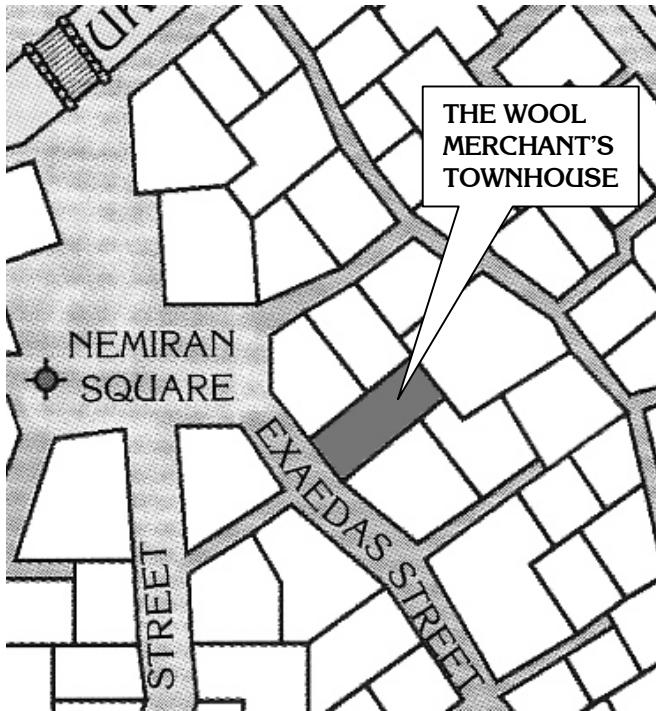 THE WOOL
MERCHANT'S
TOWNHOUSE
NEMIRAN
SQUARE
EXAEDAS STREET
STREET